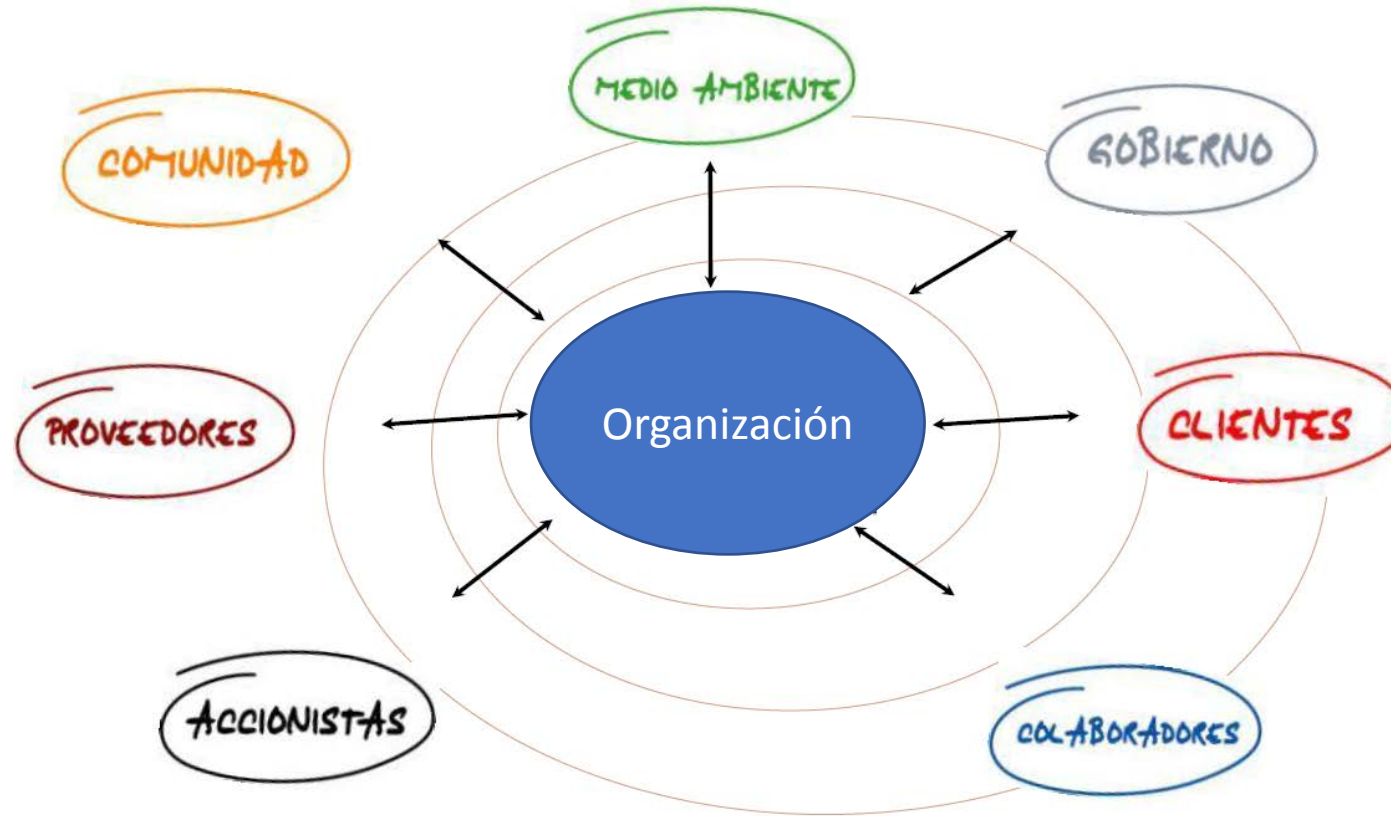 MEDIO AMBIENTE
COMUNIDAD
GOBIERNO
PROVEEDORES
Organización
CLIENTES
ACCIONISTAS
COLABORADORES